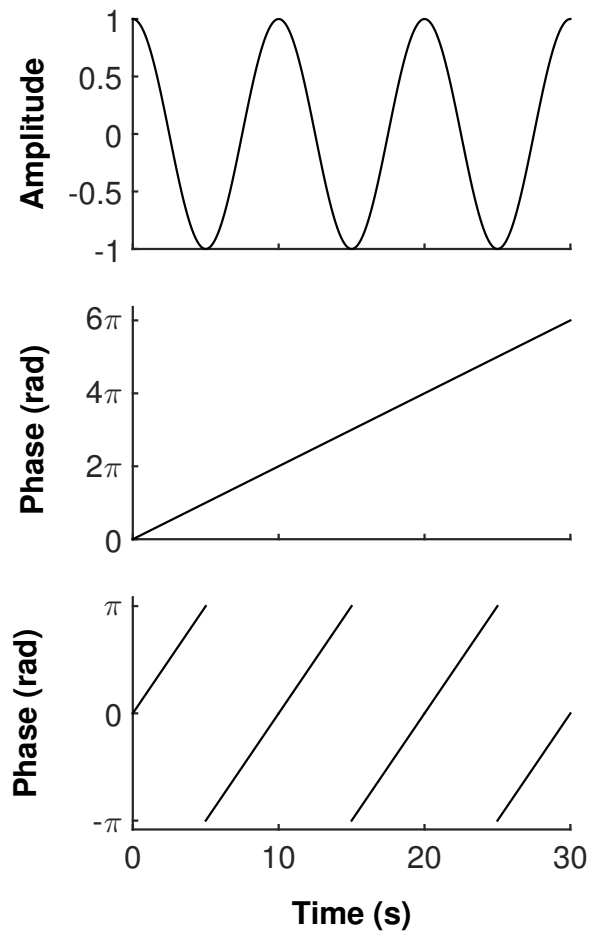 Amplitude
1
0.5
0
-0.5
-1
Phase (rad)
6π
4π
2π
0
Phase (rad)
π
0
-π
0 10 20 30
Time (s)